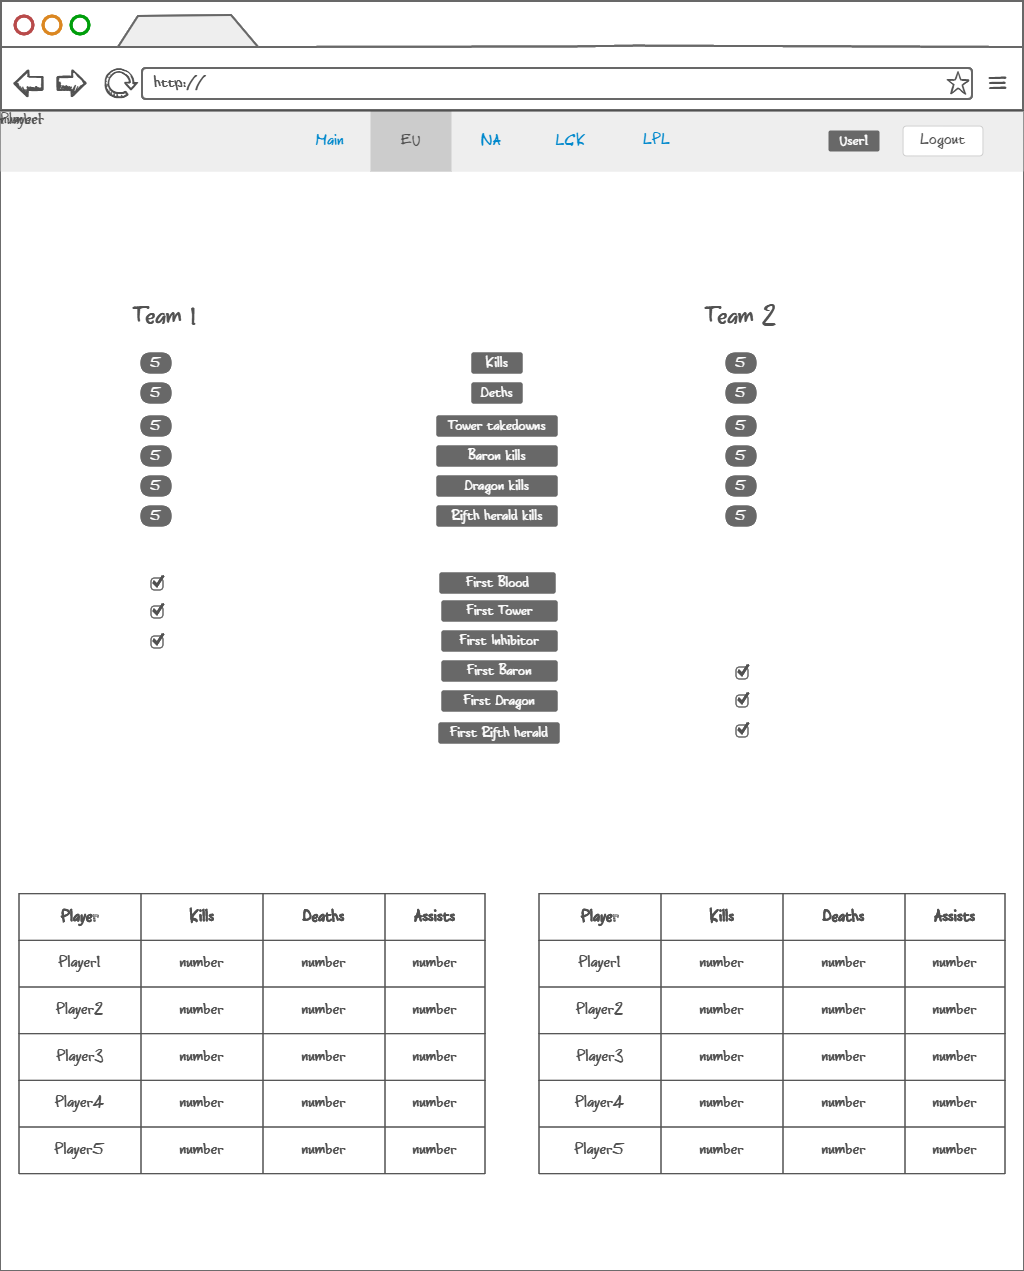 http://
Main EU NA LCK LPL User1 Logout
Team 1 Team 2
5 Kills 5
5 Deths 5
5 Tower takedowns 5
5 Baron kills 5
5 Dragon kills 5
5 Rifth herald kills 5
First Blood
First Tower
First Inhibitor
First Baron
First Dragon
First Rifth herald
Player Kills Deaths Assists Player Kills Deaths Assists
Player1 number number number Player1 number number number
Player2 number number number Player2 number number number
Player3 number number number Player3 number number number
Player4 number number number Player4 number number number
Player5 number number number Player5 number number number